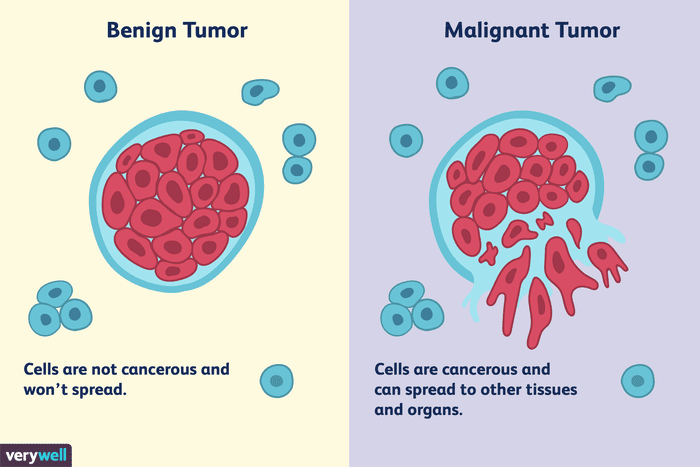 Benign Tumor
Malignant Tumor
Cells are not cancerous and
won’t spread.
Cells are cancerous and
can spread to other tissues
and organs.
verywell